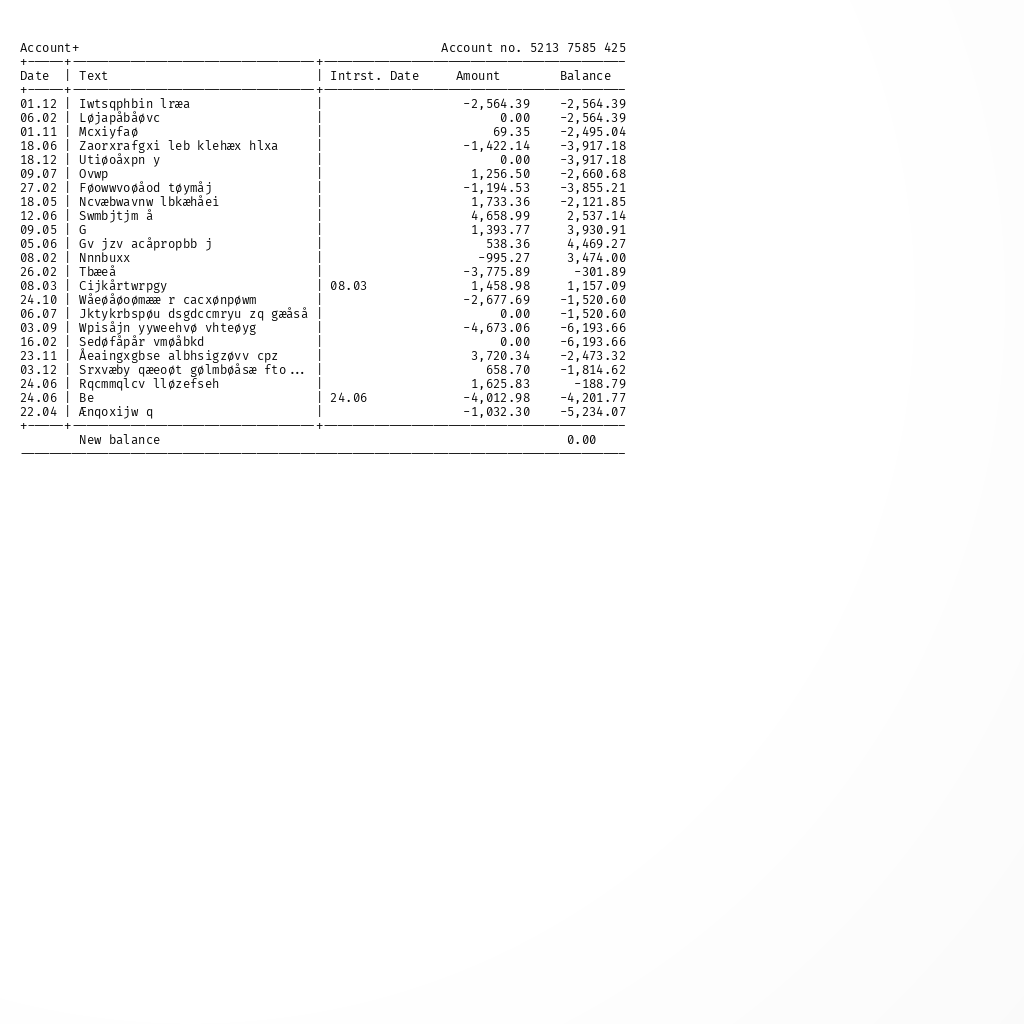 Account+ Account no. 5213 7585 425
Date | Text | Intrst. Date Amount Balance
01.12 | Iwtsqphbin lræa | -2,564.39 -2,564.39
06.02 | Løjapåbåøvc | 0.00 -2,564.39
01.11 | Mcxiyfaø | 69.35 -2,495.04
18.06 | Zaorxrafgxi leb klehæx hlxa | -1,422.14 -3,917.18
18.12 | Utiøoåxpn y | 0.00 -3,917.18
09.07 | Ovwp | 1,256.50 -2,660.68
27.02 | Føowwvoøåod tøymåj | -1,194.53 -3,855.21
18.05 | Ncvæbwavnw lbkæhåei | 1,733.36 -2,121.85
12.06 | Swmbjtjm å | 4,658.99 2,537.14
09.05 | G | 1,393.77 3,930.91
05.06 | Gv jzv acåpropbb j | 538.36 4,469.27
08.02 | Nnnbuxx | -995.27 3,474.00
26.02 | Tbæeå | -3,775.89 -301.89
08.03 | Cijkårtwrpgy | 08.03 1,458.98 1,157.09
24.10 | Wåeøåøoømææ r cacxønpøwm | -2,677.69 -1,520.60
06.07 | Jktykrbspøu dsgdccmryu zq gæåså | 0.00 -1,520.60
03.09 | Wpisåjn yyweehvø vhteøyg | -4,673.06 -6,193.66
16.02 | Sedøfåpår vmøåbkd | 0.00 -6,193.66
23.11 | Åeaingxgbse albhsigzøvv cpz | 3,720.34 -2,473.32
03.12 | Srxvæby qæeoøt gølmbøåsæ fto... | 658.70 -1,814.62
24.06 | Rqcmmqlcv lløzefseh | 1,625.83 -188.79
24.06 | Be | 24.06 -4,012.98 -4,201.77
22.04 | Ænqoxijw q | -1,032.30 -5,234.07
New balance 0.00